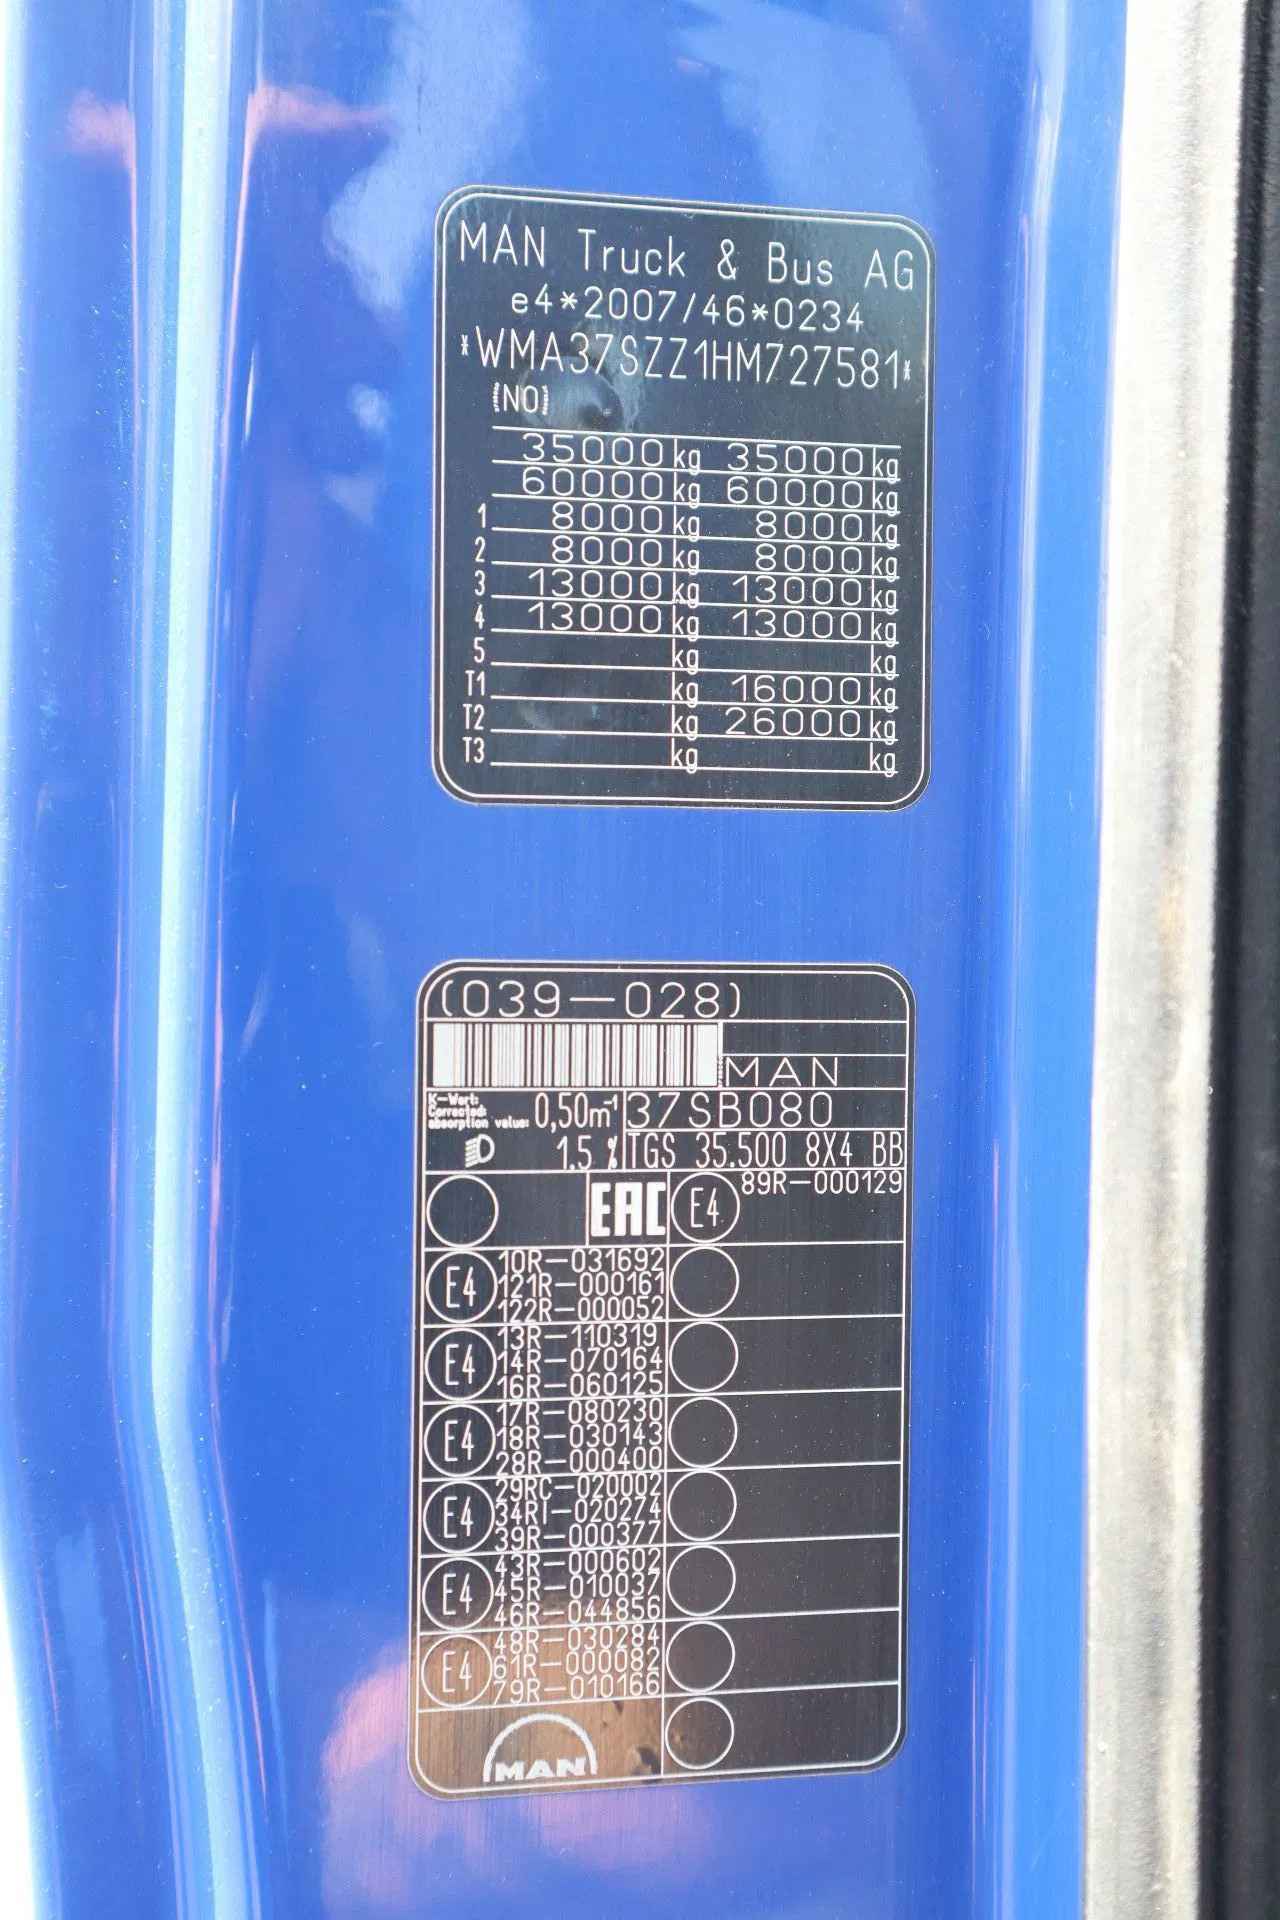 MAN Truck & Bus AG
e4*2007/46*0234
*WMA37SZZ1HM727581*
(NO)
35000 kg 35000 kg
60000 kg 60000 kg
1 8000 kg 8000 kg
2 8000 kg 8000 kg
3 13000 kg 13000 kg
4 13000 kg 13000 kg
5 kg kg
T1 kg 16000 kg
T2 kg 26000 kg
T3 kg kg
(039-028)
MAN
K-Wert:
Corrected
absorption value: 0,50m⁻¹ 37SB080
1.5 % TGS 35.500 8X4 BB
EAC E4 89R-000129
E4 10R-031692
121R-000161
122R-000052
E4 13R-110319
14R-070164
16R-060125
E4 17R-080230
18R-030143
28R-000400
E4 29RC-020002
34RI-020274
39R-000377
E4 43R-000602
45R-010037
46R-044856
E4 48R-030284
61R-000082
79R-010166
MAN